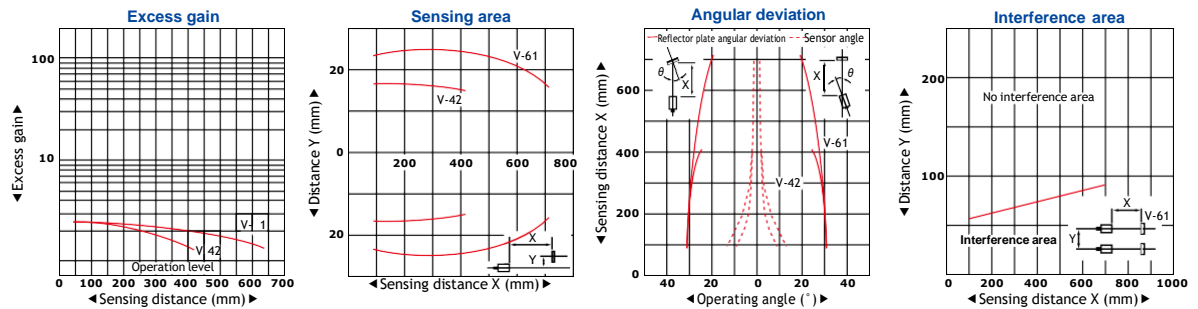 Excess gain
100
10
V- 1
V 42
Operation level
0 100 200 300 400 500 600 700
◄Sensing distance (mm)►
◄Excess gain►
Sensing area
20
0
20
V-61
V-42
200 400 600 800
X
Y
◄Sensing distance X (mm)►
◄Distance Y (mm)►
Angular deviation
Reflector plate angular deviation
Sensor angle
θ
X
X
θ
600
400
200
0
V-61
V-42
40 20 0 20 40
◄Operating angle (˚)►
◄Sensing distance X (mm)►
Interference area
200
100
No interference area
Interference area
X
V-61
Y
0 200 400 600 800 1000
◄Sensing distance X (mm)►
◄Distance Y (mm)►